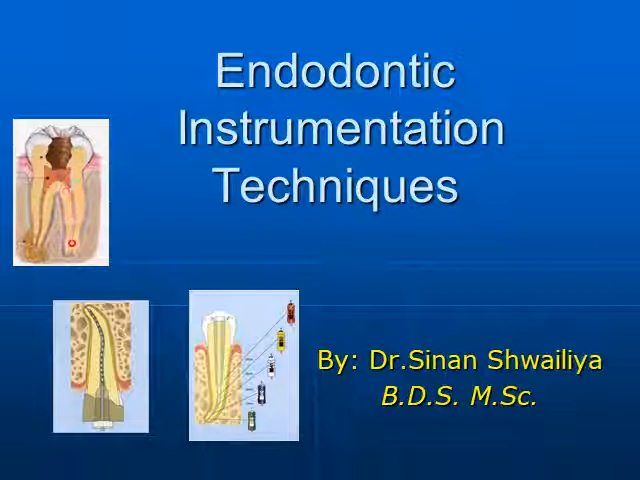 Endodontic
Instrumentation
Techniques
By: Dr.Sinan Shwailiya
B.D.S. M.Sc.